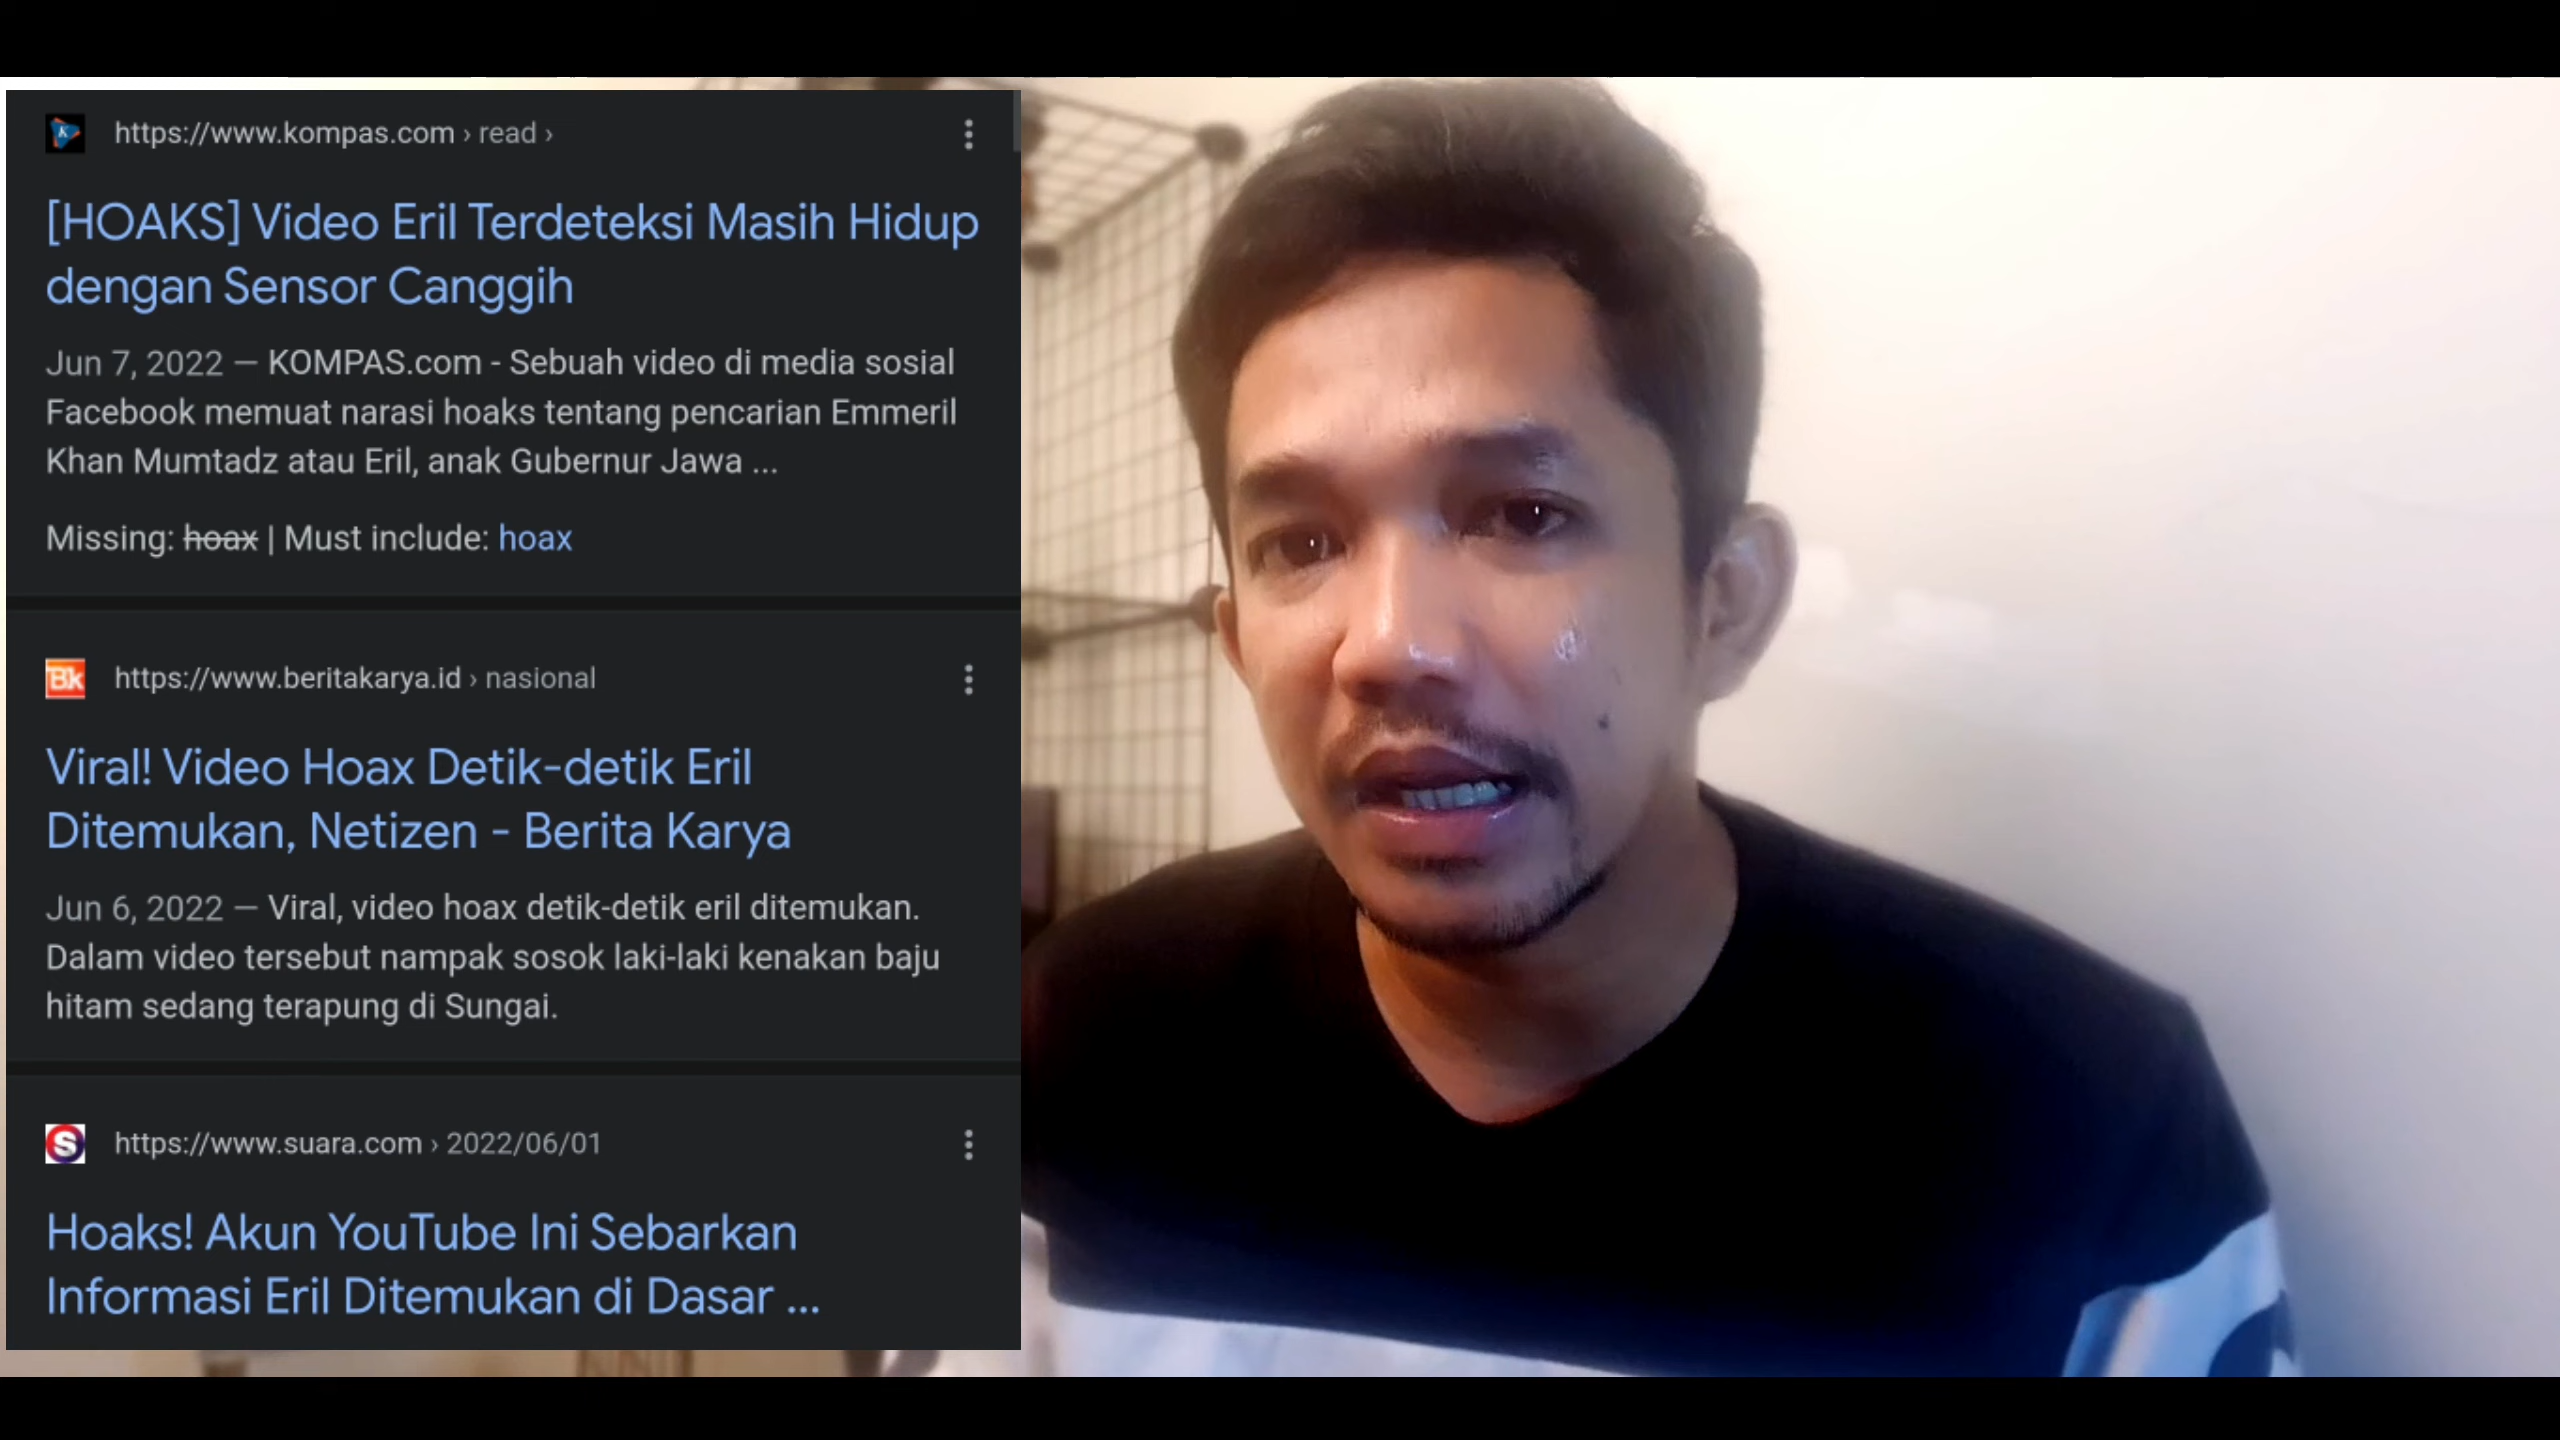 https://www.kompas.com › read ›
[HOAKS] Video Eril Terdeteksi Masih Hidup
dengan Sensor Canggih
Jun 7, 2022 — KOMPAS.com - Sebuah video di media sosial
Facebook memuat narasi hoaks tentang pencarian Emmeril
Khan Mumtadz atau Eril, anak Gubernur Jawa ...
Missing: hoax | Must include: hoax
Bk
https://www.beritakarya.id › nasional
Viral! Video Hoax Detik-detik Eril
Ditemukan, Netizen - Berita Karya
Jun 6, 2022 — Viral, video hoax detik-detik eril ditemukan.
Dalam video tersebut nampak sosok laki-laki kenakan baju
hitam sedang terapung di Sungai.
S
https://www.suara.com › 2022/06/01
Hoaks! Akun YouTube Ini Sebarkan
Informasi Eril Ditemukan di Dasar ...